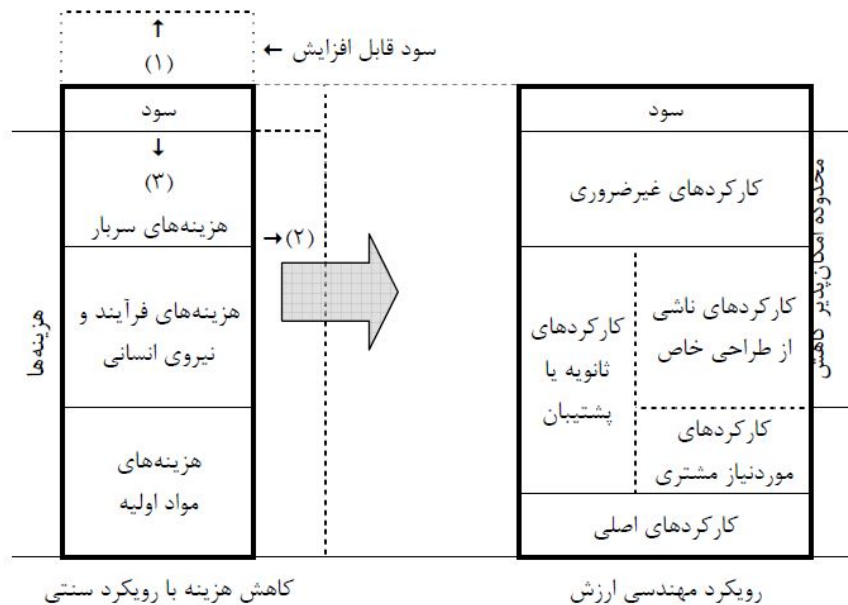 سود قابل افزایش ←
↑
(۱)
سود
↓
(۳)
هزینه‌های سربار
→(۲)
هزینه‌های فرآیند و
نیروی انسانی
هزینه‌های
مواد اولیه
هزینه‌ها
کاهش هزینه با رویکرد سنتی
سود
کارکردهای غیرضروری
کارکردهای ناشی
از طراحی خاص
کارکردهای
ثانویه یا
پشتیبان
کارکردهای
موردنیاز مشتری
کارکردهای اصلی
محدوده امکان‌پذیر کاهش
رویکرد مهندسی ارزش